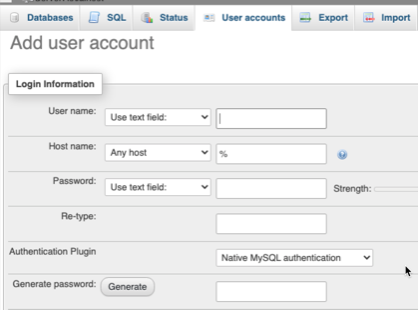 Databases SQL Status User accounts Export Import
Add user account
Login Information
User name: Use text field:
Host name: Any host %
Password: Use text field: Strength:
Re-type:
Authentication Plugin Native MySQL authentication
Generate password: Generate